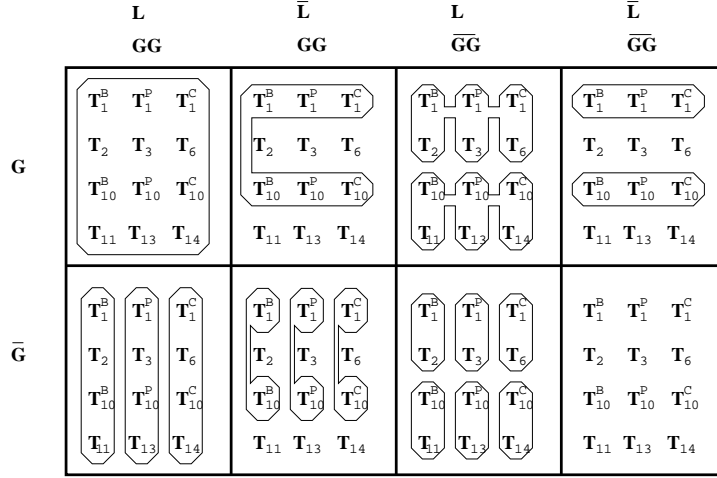 L L̅ L L̅
GG GG G̅G̅ G̅G̅
T₁ᴮ T₁ᴾ T₁ᶜ T₁ᴮ T₁ᴾ T₁ᶜ T₁ᴮ T₁ᴾ T₁ᶜ T₁ᴮ T₁ᴾ T₁ᶜ
T₂ T₃ T₆ T₂ T₃ T₆ T₂ T₃ T₆ T₂ T₃ T₆
G
T₁₀ᴮ T₁₀ᴾ T₁₀ᶜ T₁₀ᴮ T₁₀ᴾ T₁₀ᶜ T₁₀ᴮ T₁₀ᴾ T₁₀ᶜ T₁₀ᴮ T₁₀ᴾ T₁₀ᶜ
T₁₁ T₁₃ T₁₄ T₁₁ T₁₃ T₁₄ T₁₁ T₁₃ T₁₄ T₁₁ T₁₃ T₁₄
T₁ᴮ T₁ᴾ T₁ᶜ T₁ᴮ T₁ᴾ T₁ᶜ T₁ᴮ T₁ᴾ T₁ᶜ T₁ᴮ T₁ᴾ T₁ᶜ
G̅ T₂ T₃ T₆ T₂ T₃ T₆ T₂ T₃ T₆ T₂ T₃ T₆
T₁₀ᴮ T₁₀ᴾ T₁₀ᶜ T₁₀ᴮ T₁₀ᴾ T₁₀ᶜ T₁₀ᴮ T₁₀ᴾ T₁₀ᶜ T₁₀ᴮ T₁₀ᴾ T₁₀ᶜ
T₁₁ T₁₃ T₁₄ T₁₁ T₁₃ T₁₄ T₁₁ T₁₃ T₁₄ T₁₁ T₁₃ T₁₄